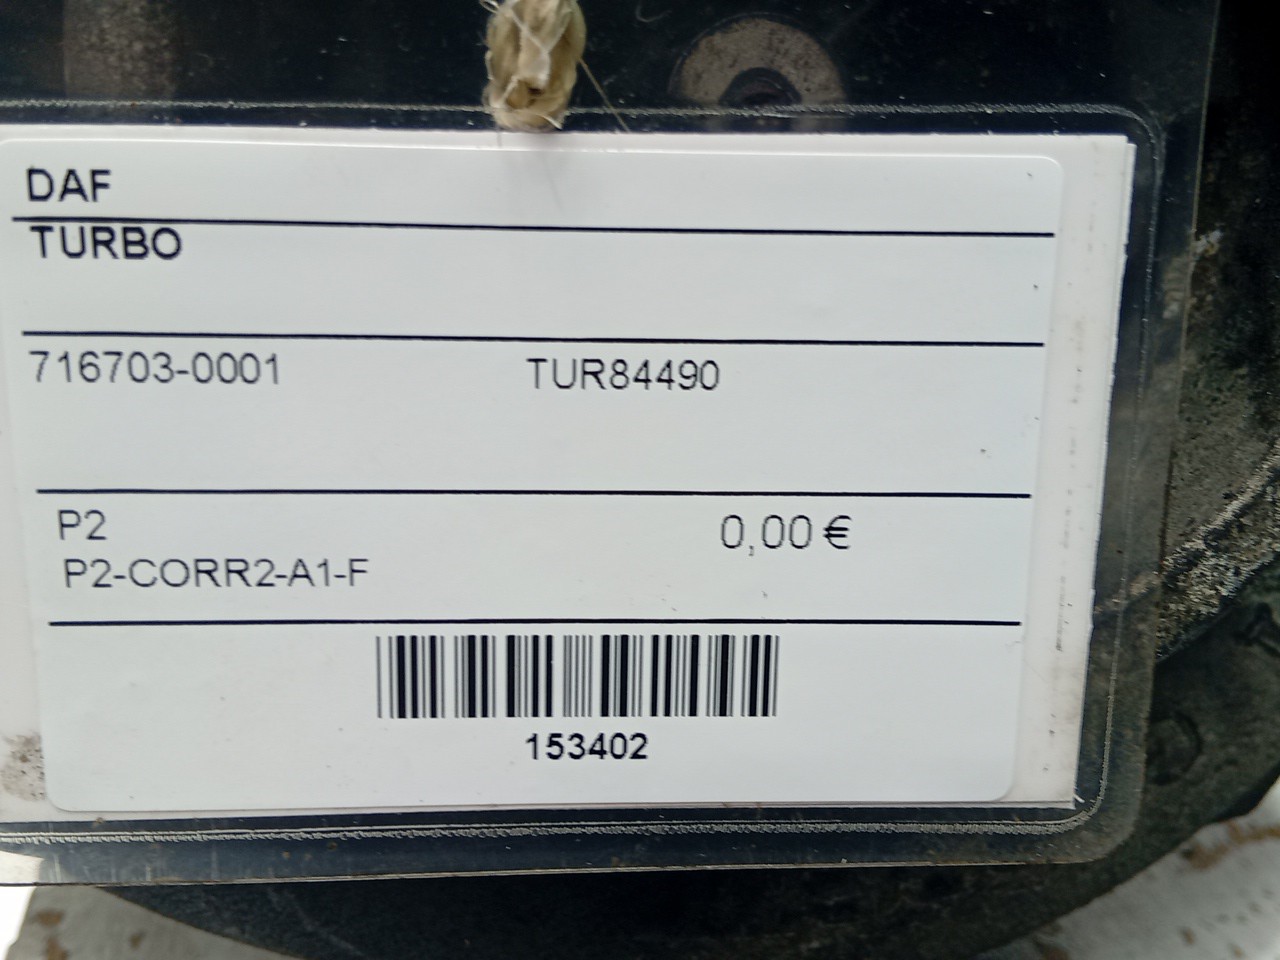 DAF
TURBO
716703-0001 TUR84490
P2 0,00 €
P2-CORR2-A1-F
153402